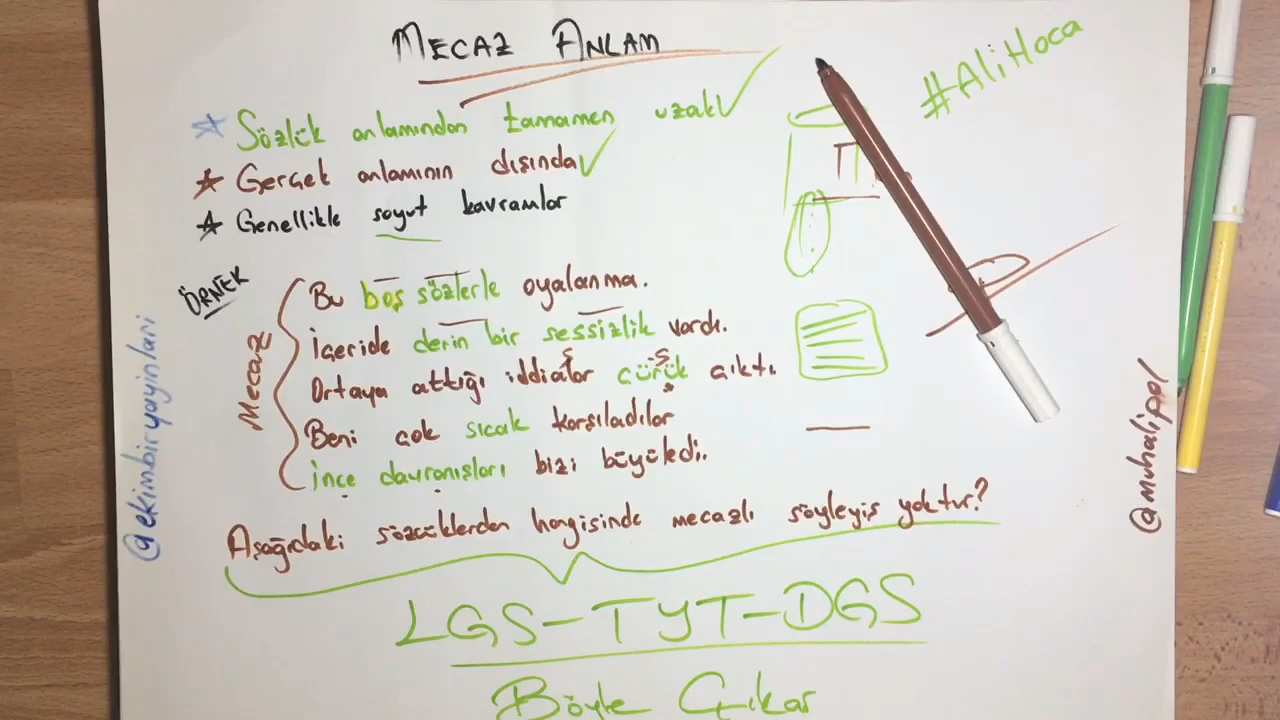 MECAZ ANLAM
#AliHoca
☆ Sözlük anlamından tamamen uzak
☆ Gerçek anlamının dışında
☆ Genellikle soyut kavramlar
ÖRNEK
Mecaz
Bu boş sözlerle oyalanma.
İçeride derin bir sessizlik vardı.
Ortaya attığı iddialar çürük çıktı.
Beni çok sıcak karşıladılar
İnce davranışları bizi büyüledi.
Aşağıdaki sözcüklerden hangisinde mecazlı söyleyiş yoktur?
LGS-TYT-DGS
Böyle Çıkar
@ekimbiryayinlari
@muhalipol